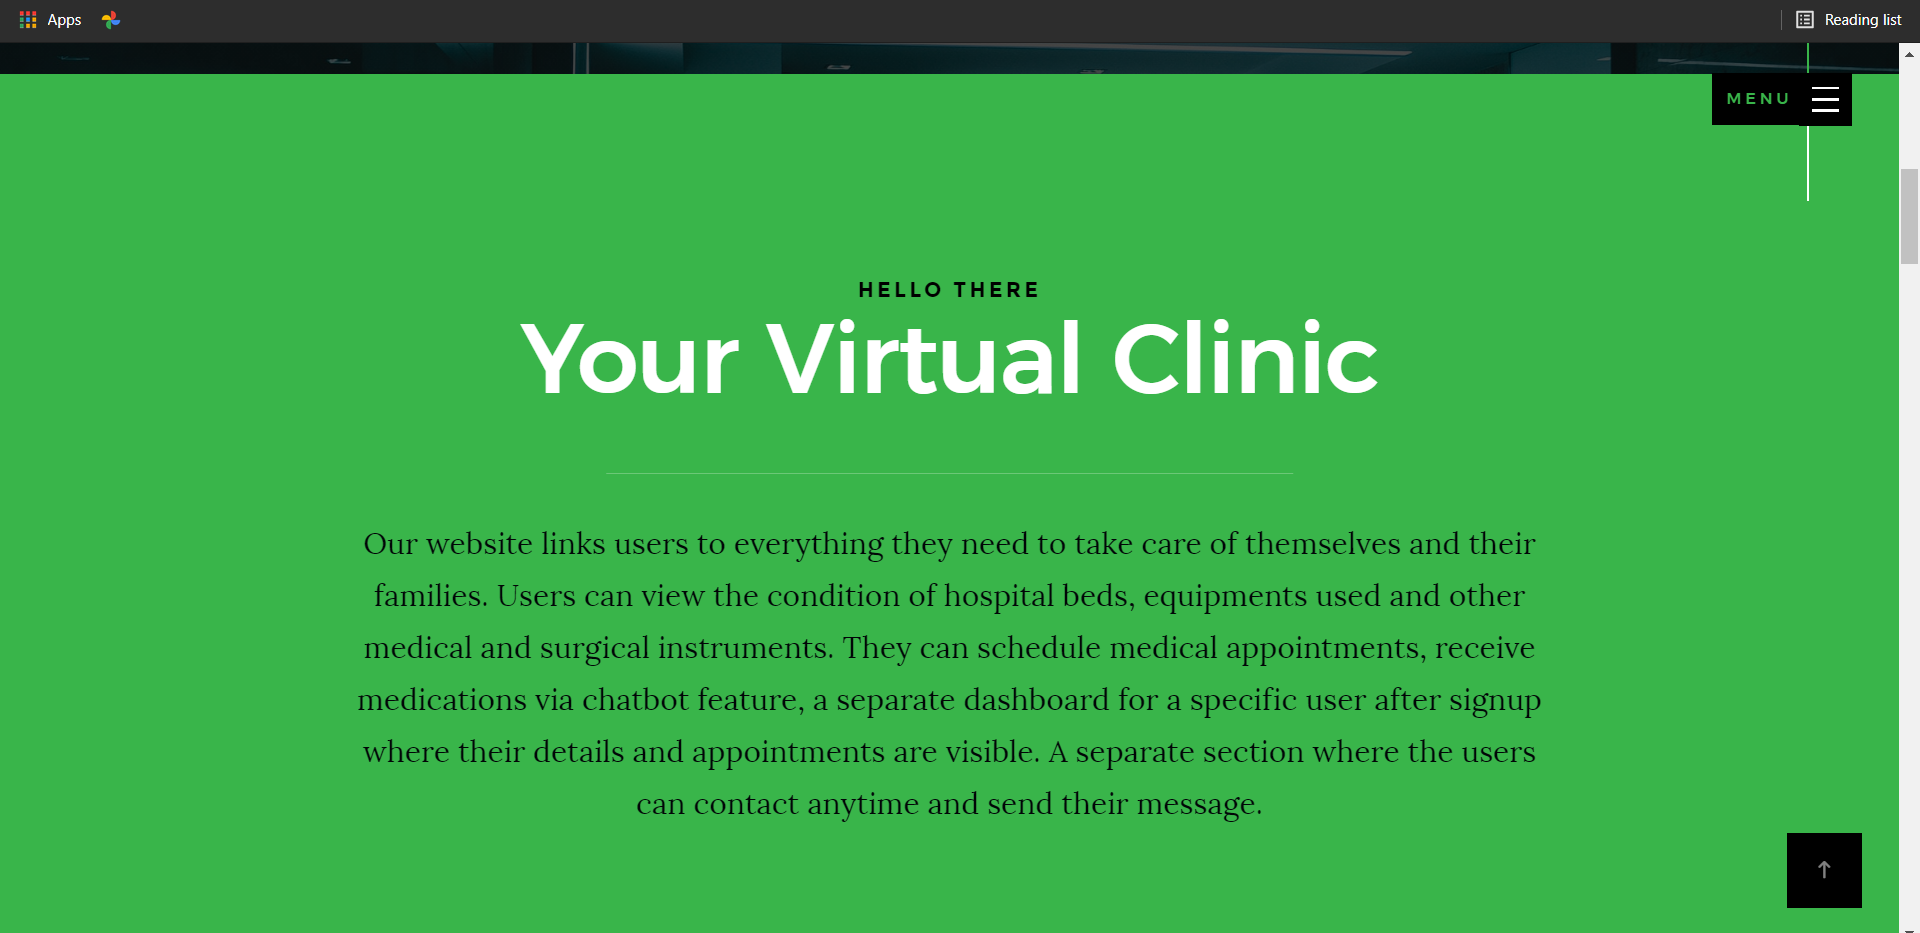 Apps
Reading list
MENU
HELLO THERE
Your Virtual Clinic
Our website links users to everything they need to take care of themselves and their
families. Users can view the condition of hospital beds, equipments used and other
medical and surgical instruments. They can schedule medical appointments, receive
medications via chatbot feature, a separate dashboard for a specific user after signup
where their details and appointments are visible. A separate section where the users
can contact anytime and send their message.